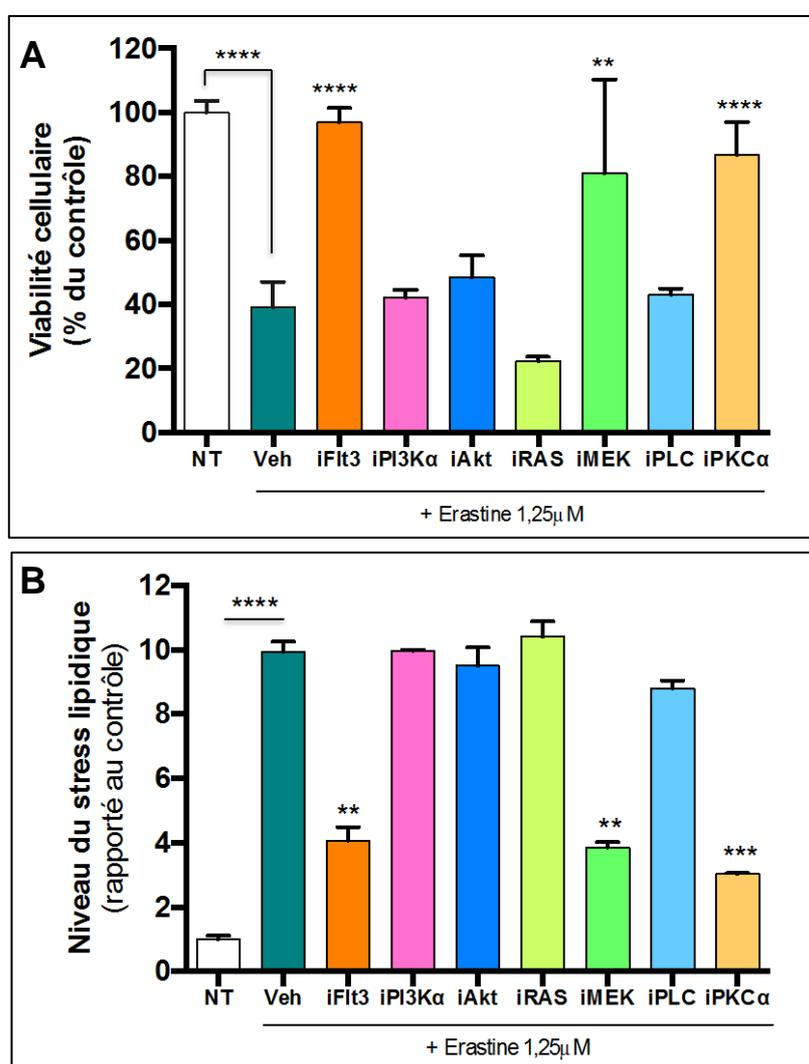 A
Viabilité cellulaire
(% du contrôle)
120
100
80
60
40
20
0
****
****
**
****
NT Veh iFlt3 iPI3Kα iAkt iRAS iMEK iPLC iPKCα
+ Erastine 1,25μ M
B
Niveau du stress lipidique
(rapporté au contrôle)
12
10
8
6
4
2
0
****
**
**
***
NT Veh iFlt3 iPI3Kα iAkt iRAS iMEK iPLC iPKCα
+ Erastine 1,25μ M